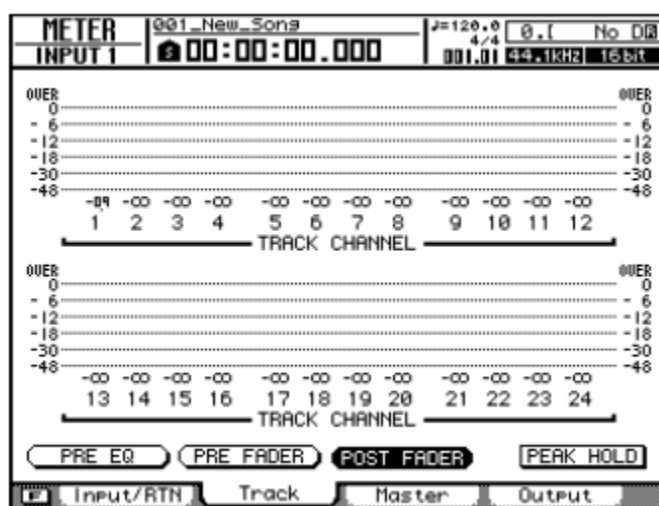 METER 001_New_Song ♩=120.0 0.[ No D
INPUT 1 S 00:00:00.000 4/4 001.01 44.1kHz 16bit
OVER OVER
0 0
- 6 - 6
-12 -12
-18 -18
-30 -30
-48 -48
-∞ -∞ -∞ -∞ -∞ -∞ -∞ -∞ -∞ -∞ -∞
1 2 3 4 5 6 7 8 9 10 11 12
TRACK CHANNEL
OVER OVER
0 0
- 6 - 6
-12 -12
-18 -18
-30 -30
-48 -48
-∞ -∞ -∞ -∞ -∞ -∞ -∞ -∞ -∞ -∞ -∞ -∞
13 14 15 16 17 18 19 20 21 22 23 24
TRACK CHANNEL
PRE EQ PRE FADER POST FADER PEAK HOLD
Input/RTN Track Master Output